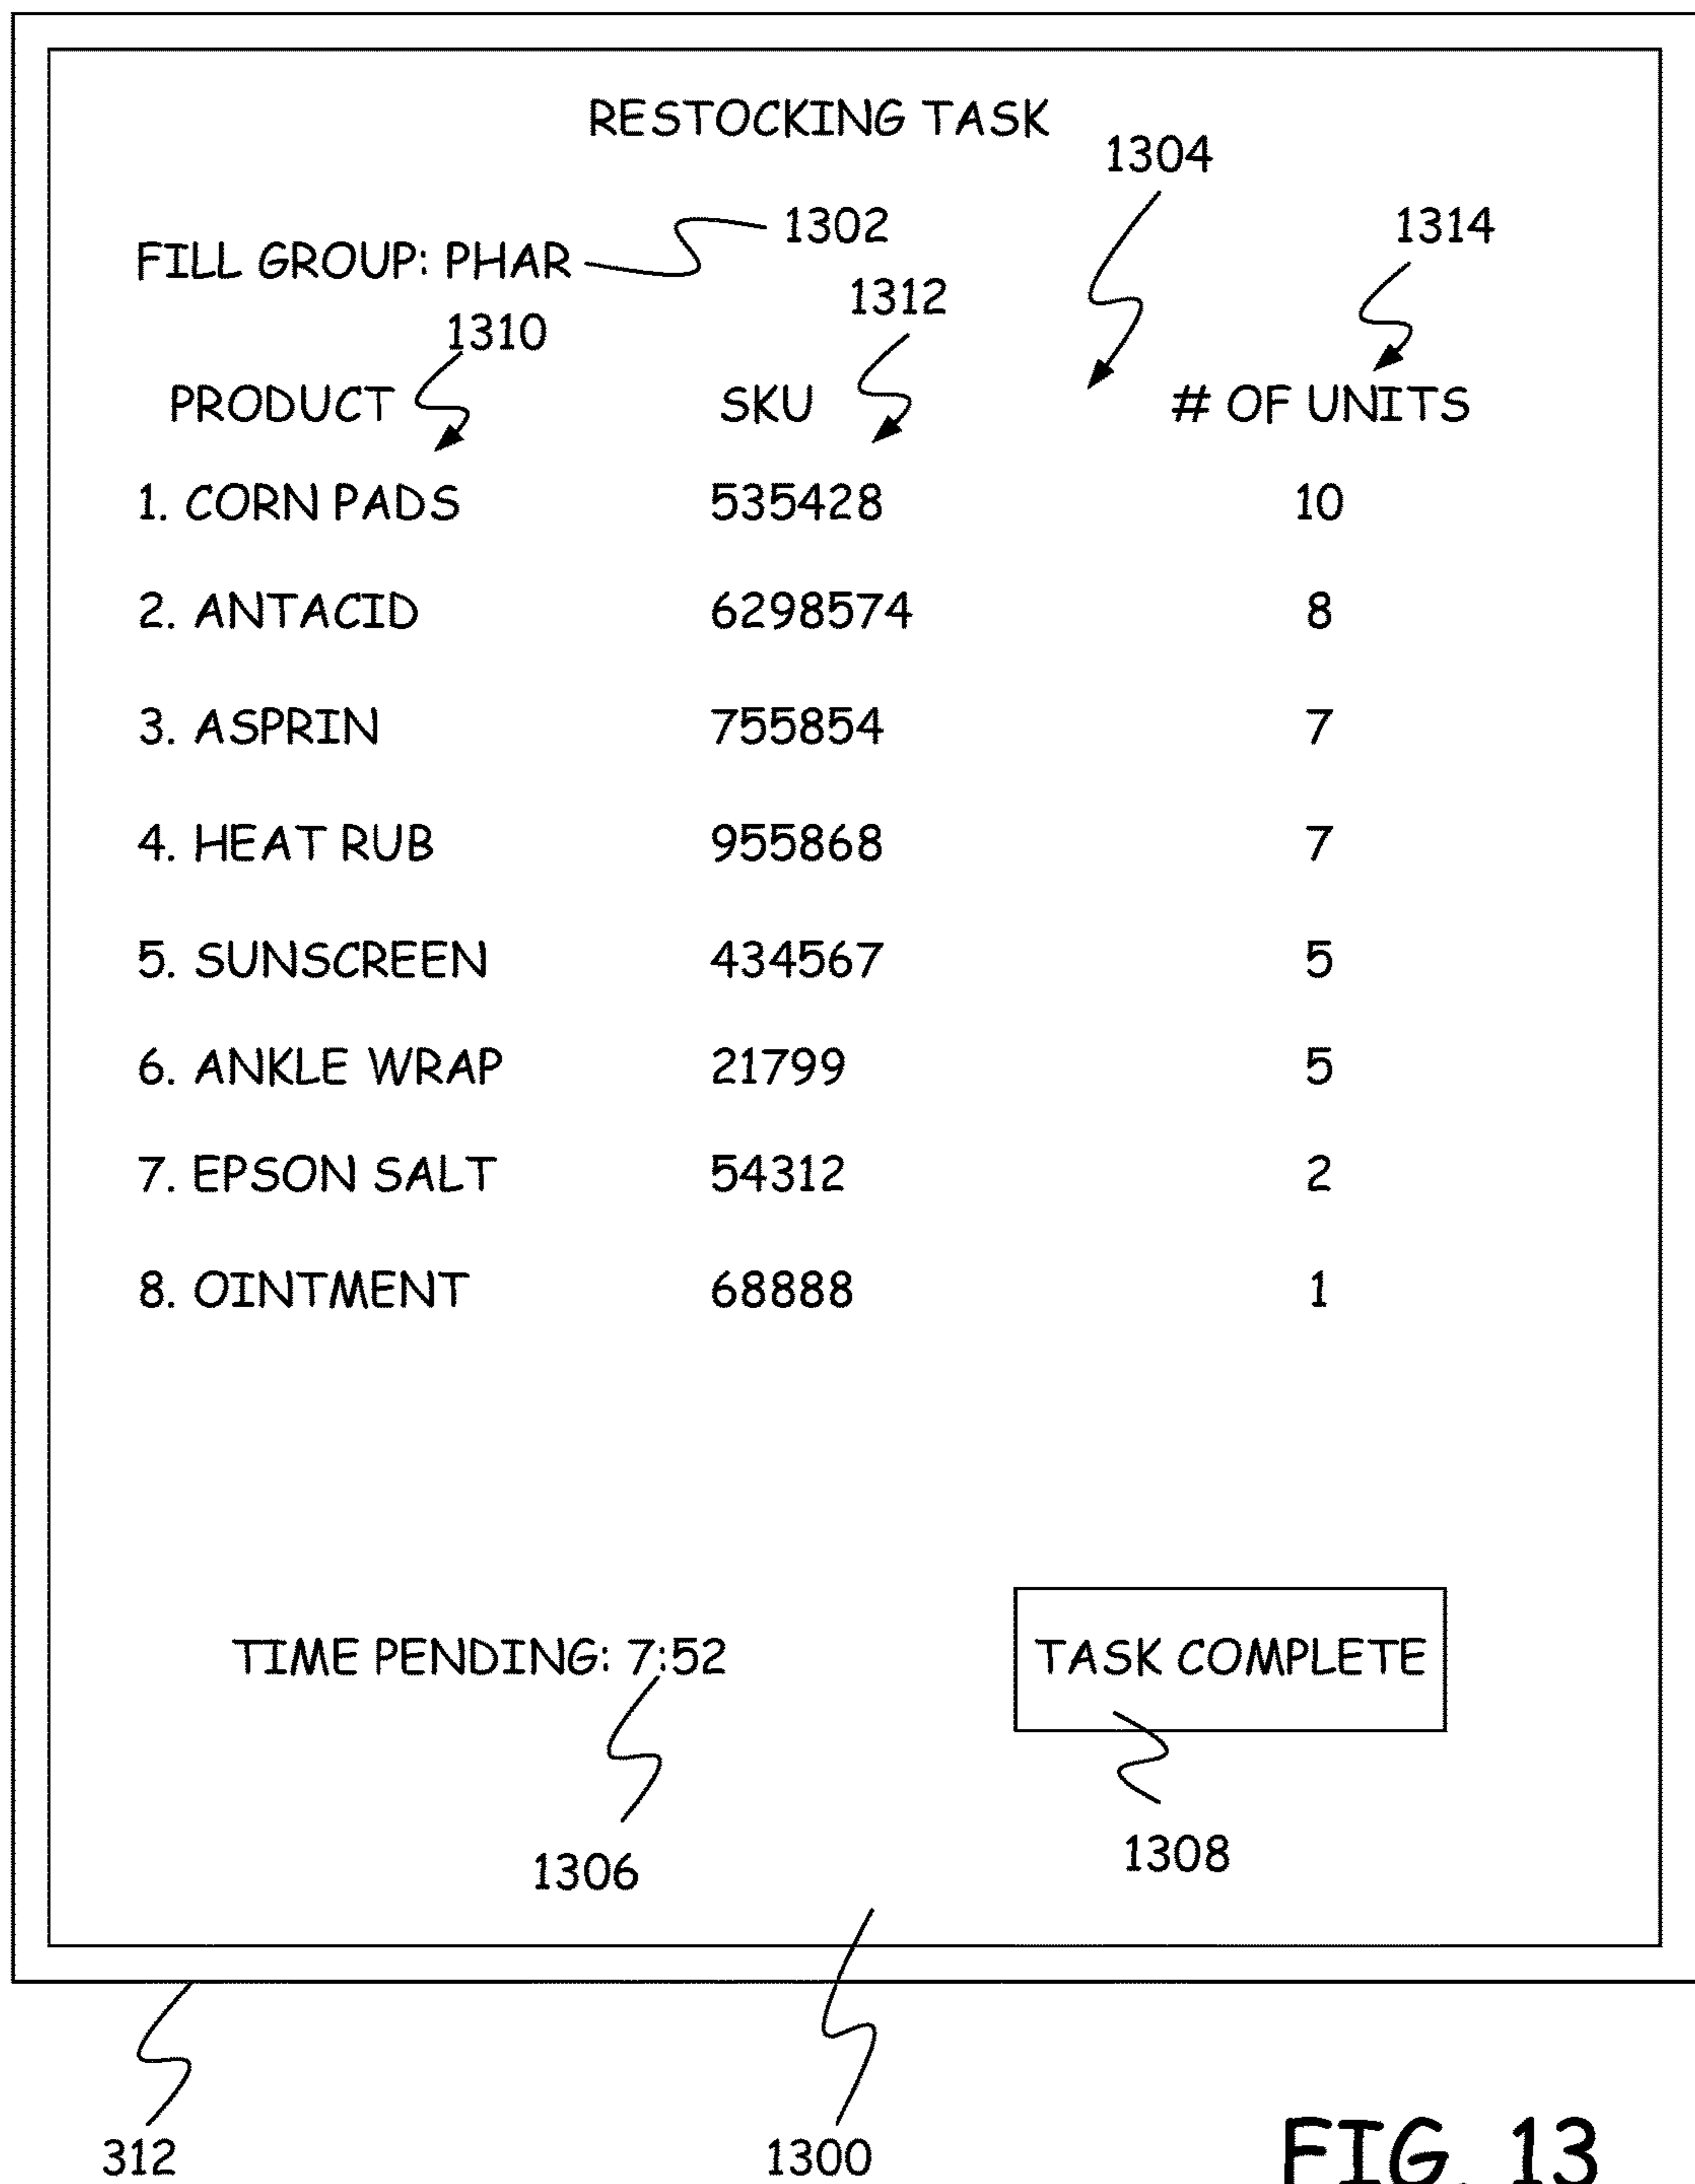 RESTOCKING TASK
1304
1302
1314
FILL GROUP: PHAR
1312
1310
PRODUCT SKU # OF UNITS
1. CORN PADS 535428 10
2. ANTACID 6298574 8
3. ASPRIN 755854 7
4. HEAT RUB 955868 7
5. SUNSCREEN 434567 5
6. ANKLE WRAP 21799 5
7. EPSON SALT 54312 2
8. OINTMENT 68888 1
TIME PENDING: 7:52 TASK COMPLETE
1306 1308
312 1300 FIG. 13